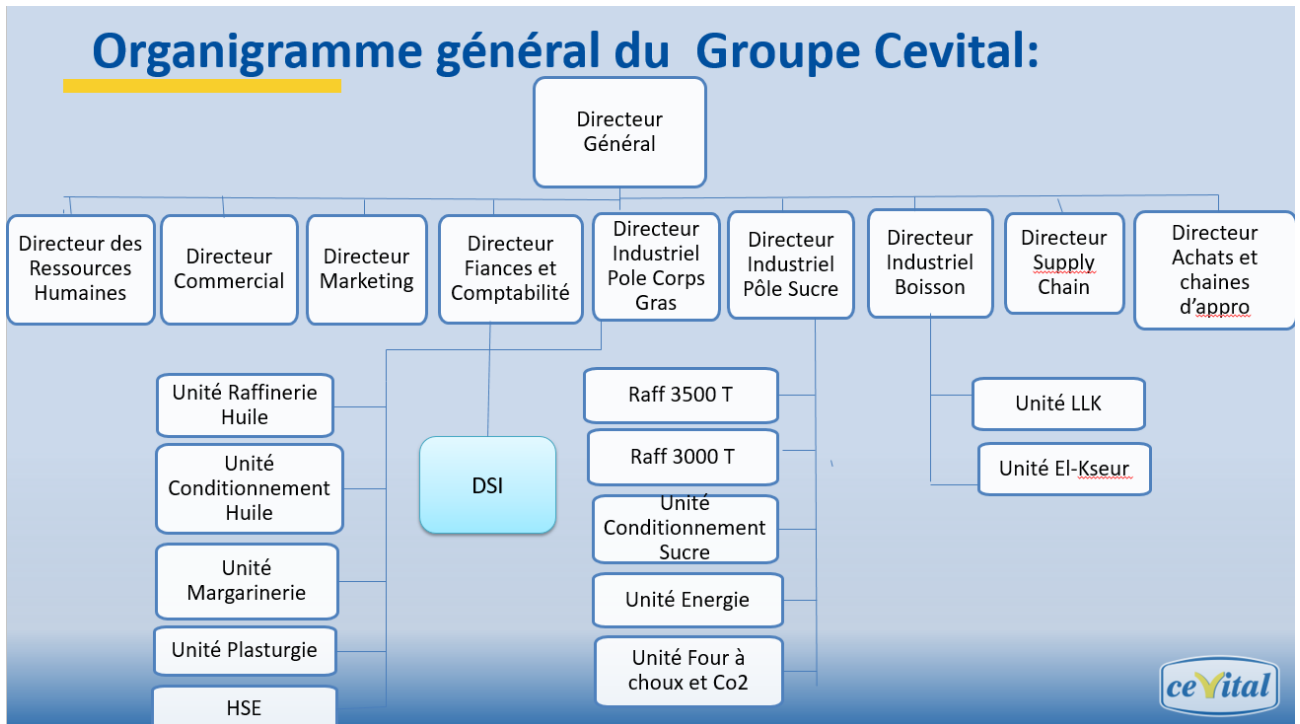 Organigramme général du Groupe Cevital:
Directeur
Général
Directeur des
Ressources
Humaines
Directeur
Commercial
Directeur
Marketing
Directeur
Fiances et
Comptabilité
Directeur
Industriel
Pole Corps
Gras
Directeur
Industriel
Pôle Sucre
Directeur
Industriel
Boisson
Directeur
Supply
Chain
Directeur
Achats et
chaines
d'appro
Unité Raffinerie
Huile
Unité
Conditionnement
Huile
Unité
Margarinerie
Unité Plasturgie
HSE
DSI
Raff 3500 T
Raff 3000 T
Unité
Conditionnement
Sucre
Unité Energie
Unité Four à
choux et Co2
Unité LLK
Unité El-Kseur
ceVital